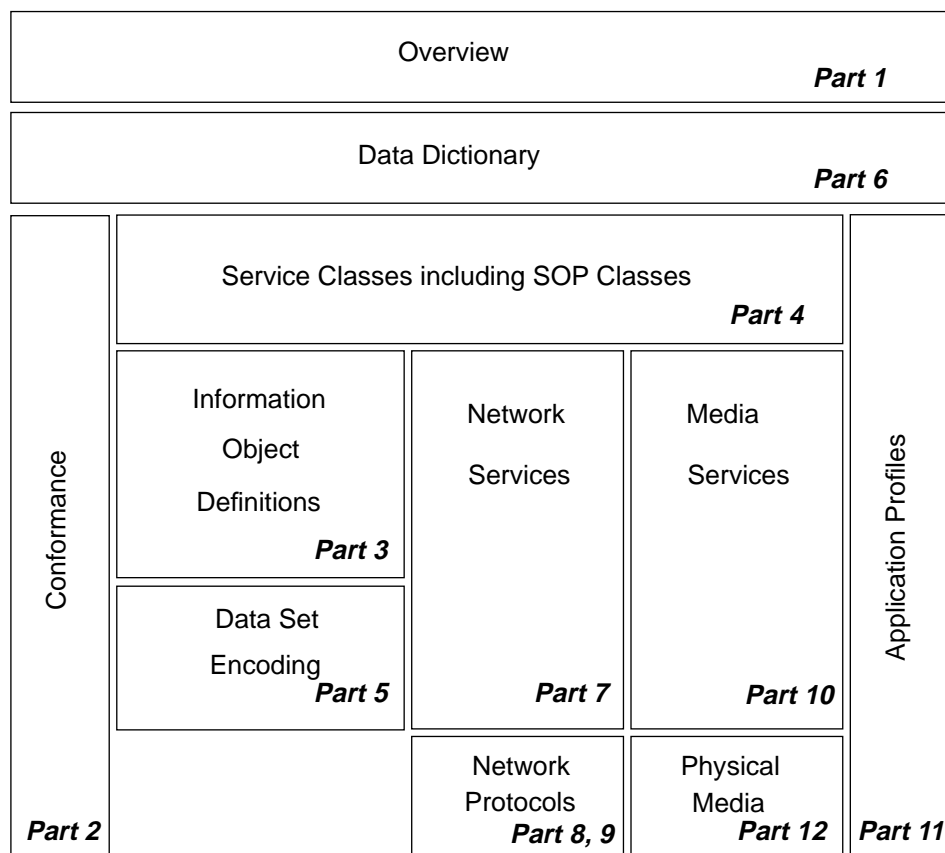 Overview
Part 1
Data Dictionary
Part 6
Conformance
Part 2
Service Classes including SOP Classes
Part 4
Information
Object
Definitions
Part 3
Data Set
Encoding
Part 5
Network
Services
Part 7
Network
Protocols
Part 8, 9
Media
Services
Part 10
Physical
Media
Part 12
Application Profiles
Part 11